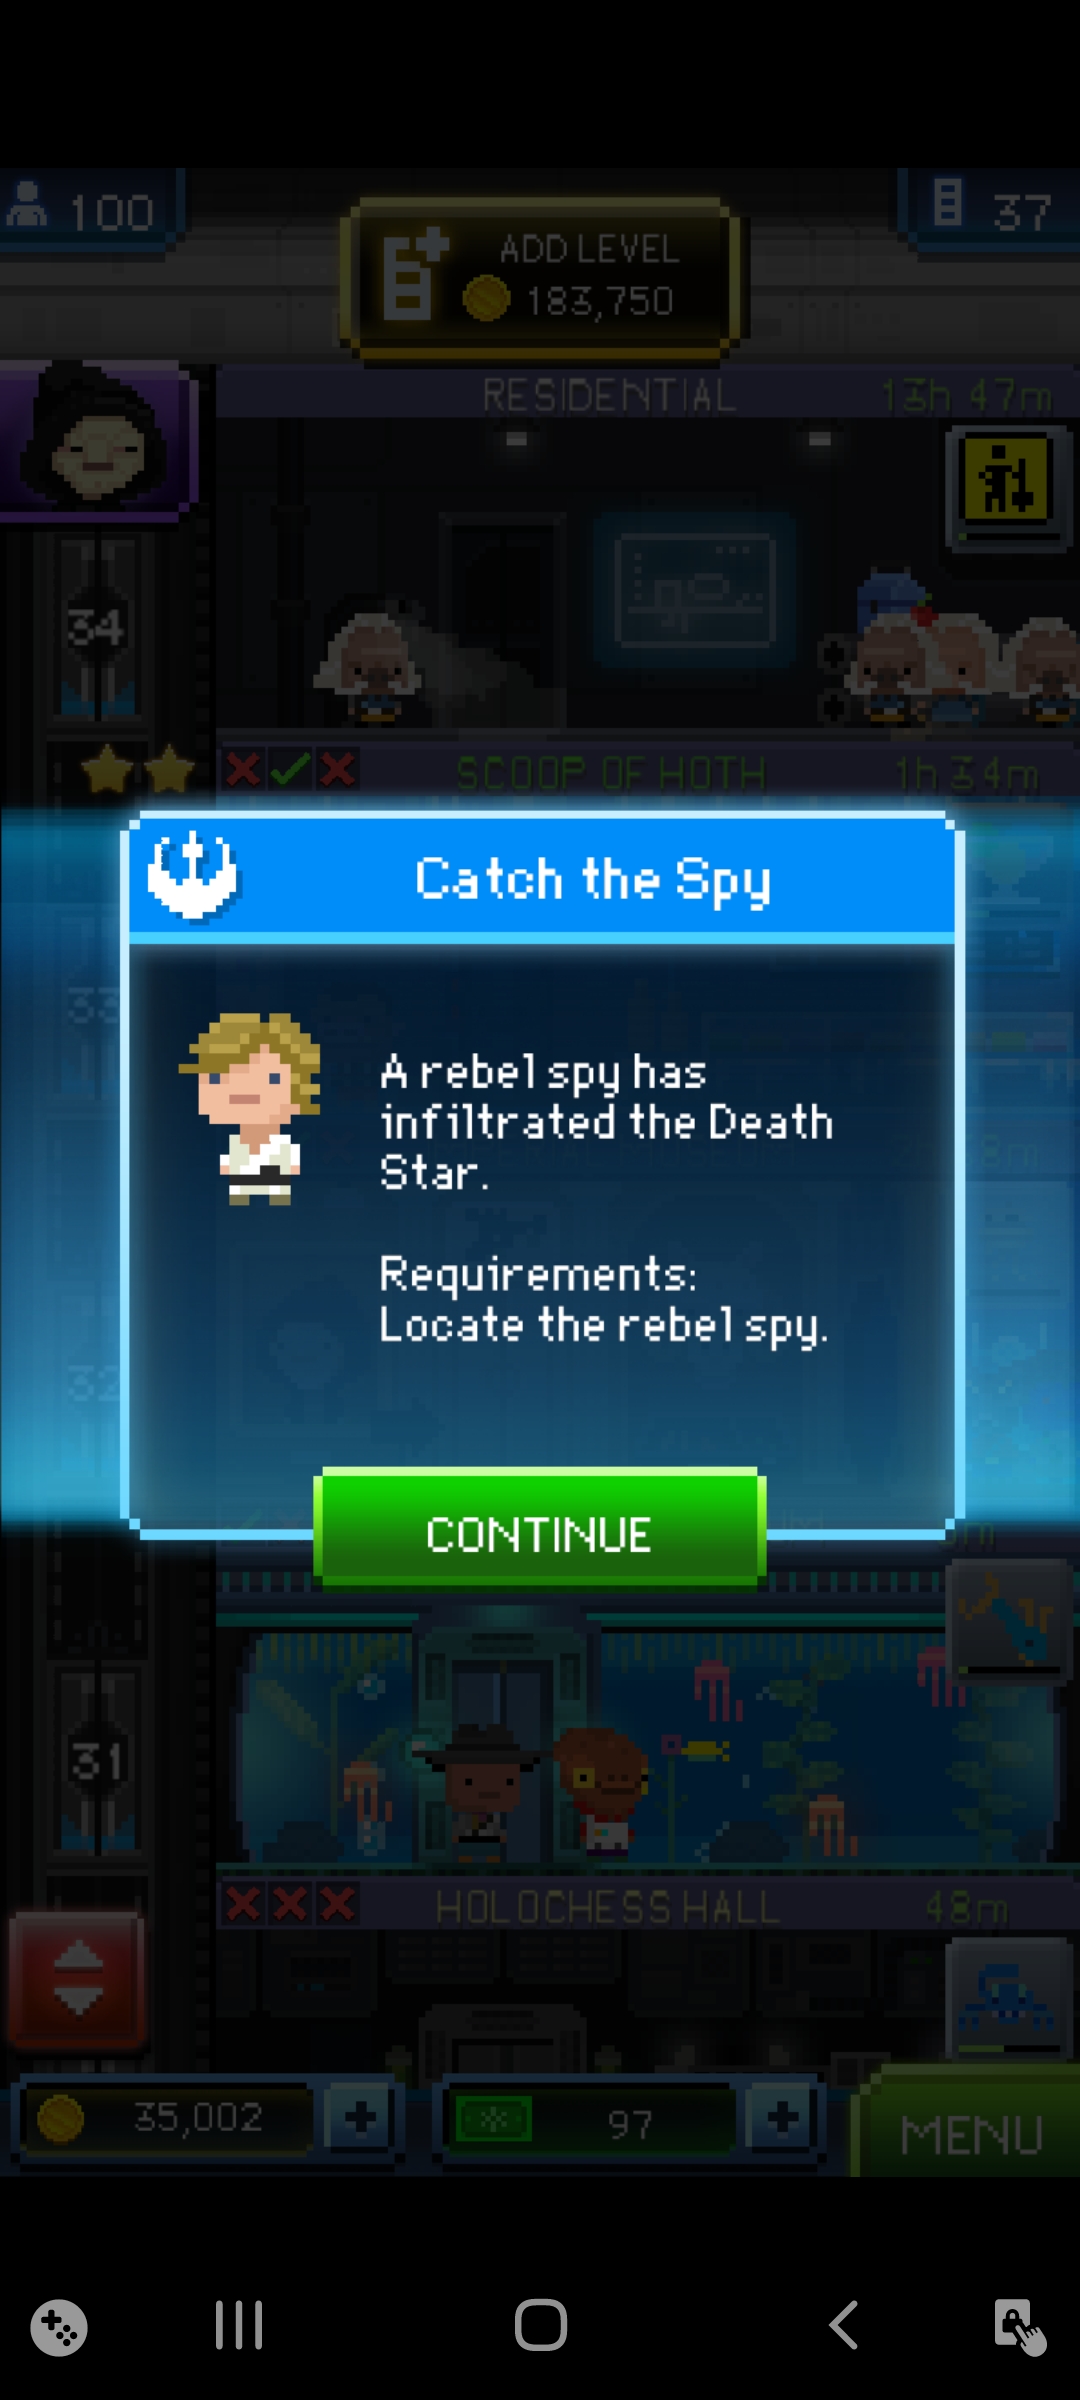 100
ADD LEVEL
183,750
37
RESIDENTIAL
13h 47m
34
SCOOP OF HOTH
1h 34m
Catch the Spy
33
A rebel spy has
infiltrated the Death
Star.
Requirements:
Locate the rebel spy.
32
CONTINUE
31
HOLOCHESS HALL
48m
35,002
97
MENU